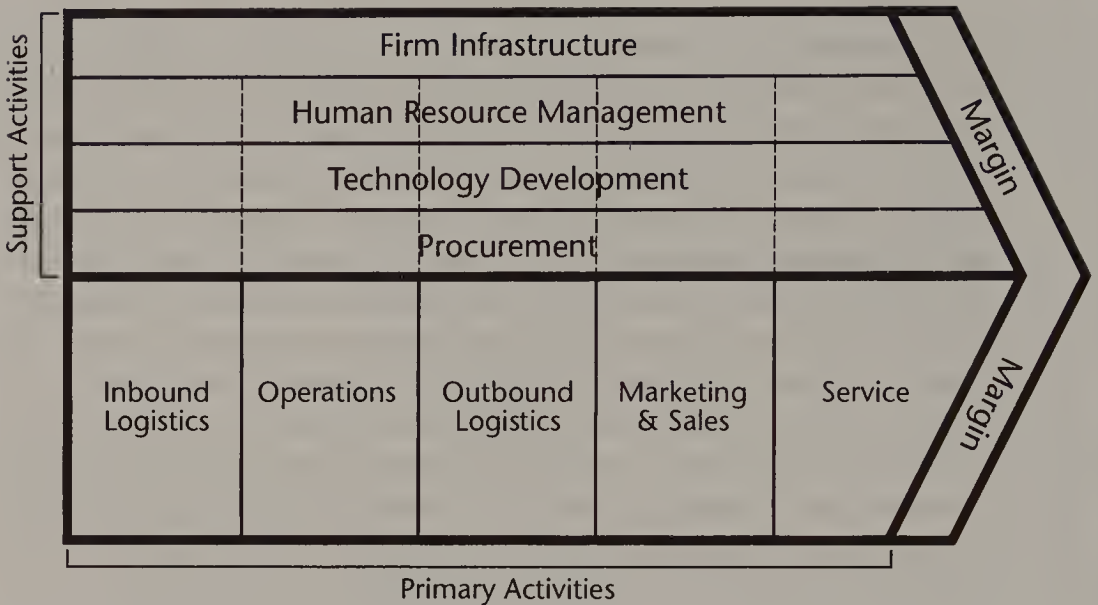 Support Activities
Firm Infrastructure
Human Resource Management
Technology Development
Procurement
Margin
Inbound
Logistics
Operations
Outbound
Logistics
Marketing
& Sales
Service
Margin
Primary Activities